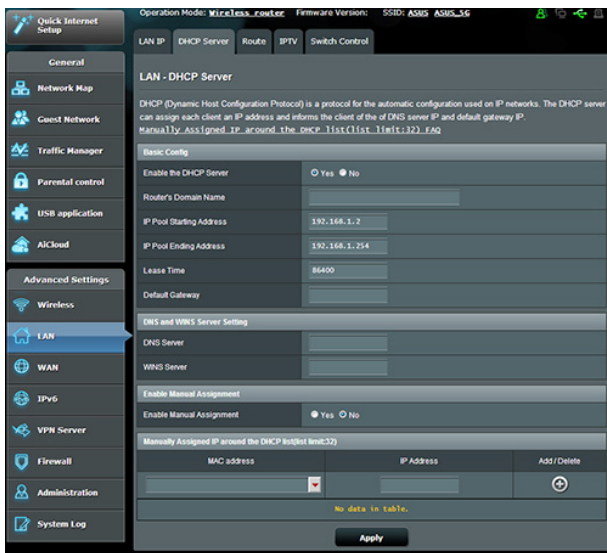 Operation Mode: Wireless router Firmware Version: SSID: ASUS ASUS_5G
Quick Internet
Setup
General
Network Map
Guest Network
Traffic Manager
Parental control
USB application
AiCloud
Advanced Settings
Wireless
LAN
WAN
IPv6
VPN Server
Firewall
Administration
System Log
LAN IP DHCP Server Route IPTV Switch Control
LAN - DHCP Server
DHCP (Dynamic Host Configuration Protocol) is a protocol for the automatic configuration used on IP networks. The DHCP server
can assign each client an IP address and informs the client of the of DNS server IP and default gateway IP.
Manually Assigned IP around the DHCP list(list limit:32) FAQ
Basic Config
Enable the DHCP Server Yes No
Router's Domain Name
IP Pool Starting Address 192.168.1.2
IP Pool Ending Address 192.168.1.254
Lease Time 86400
Default Gateway
DNS and WINS Server Setting
DNS Server
WINS Server
Enable Manual Assignment
Enable Manual Assignment Yes No
Manually Assigned IP around the DHCP list(list limit:32)
MAC address IP Address Add / Delete
No data in table.
Apply